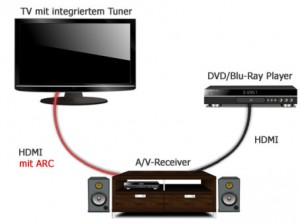 TV mit integriertem Tuner
DVD/Blu-Ray Player
HDMI
mit ARC
HDMI
A/V-Receiver